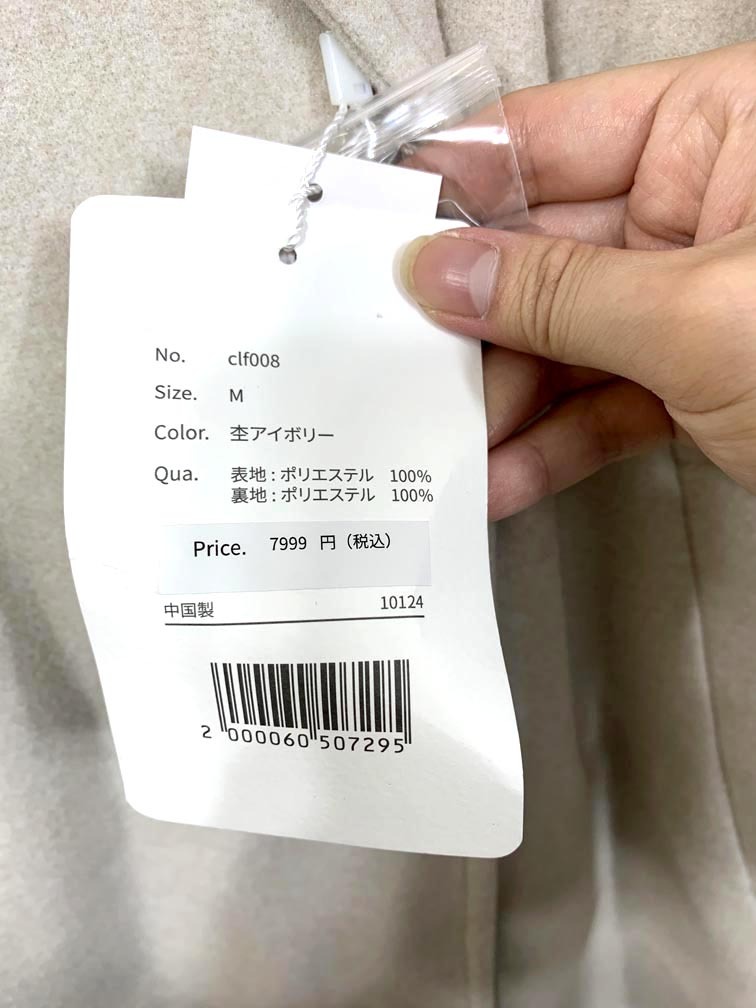 No. clf008
Size. M
Color. 杢アイボリー
Qua. 表地 : ポリエステル 100%
裏地 : ポリエステル 100%
Price. 7999 円（税込）
中国製 10124
2 000060 507295